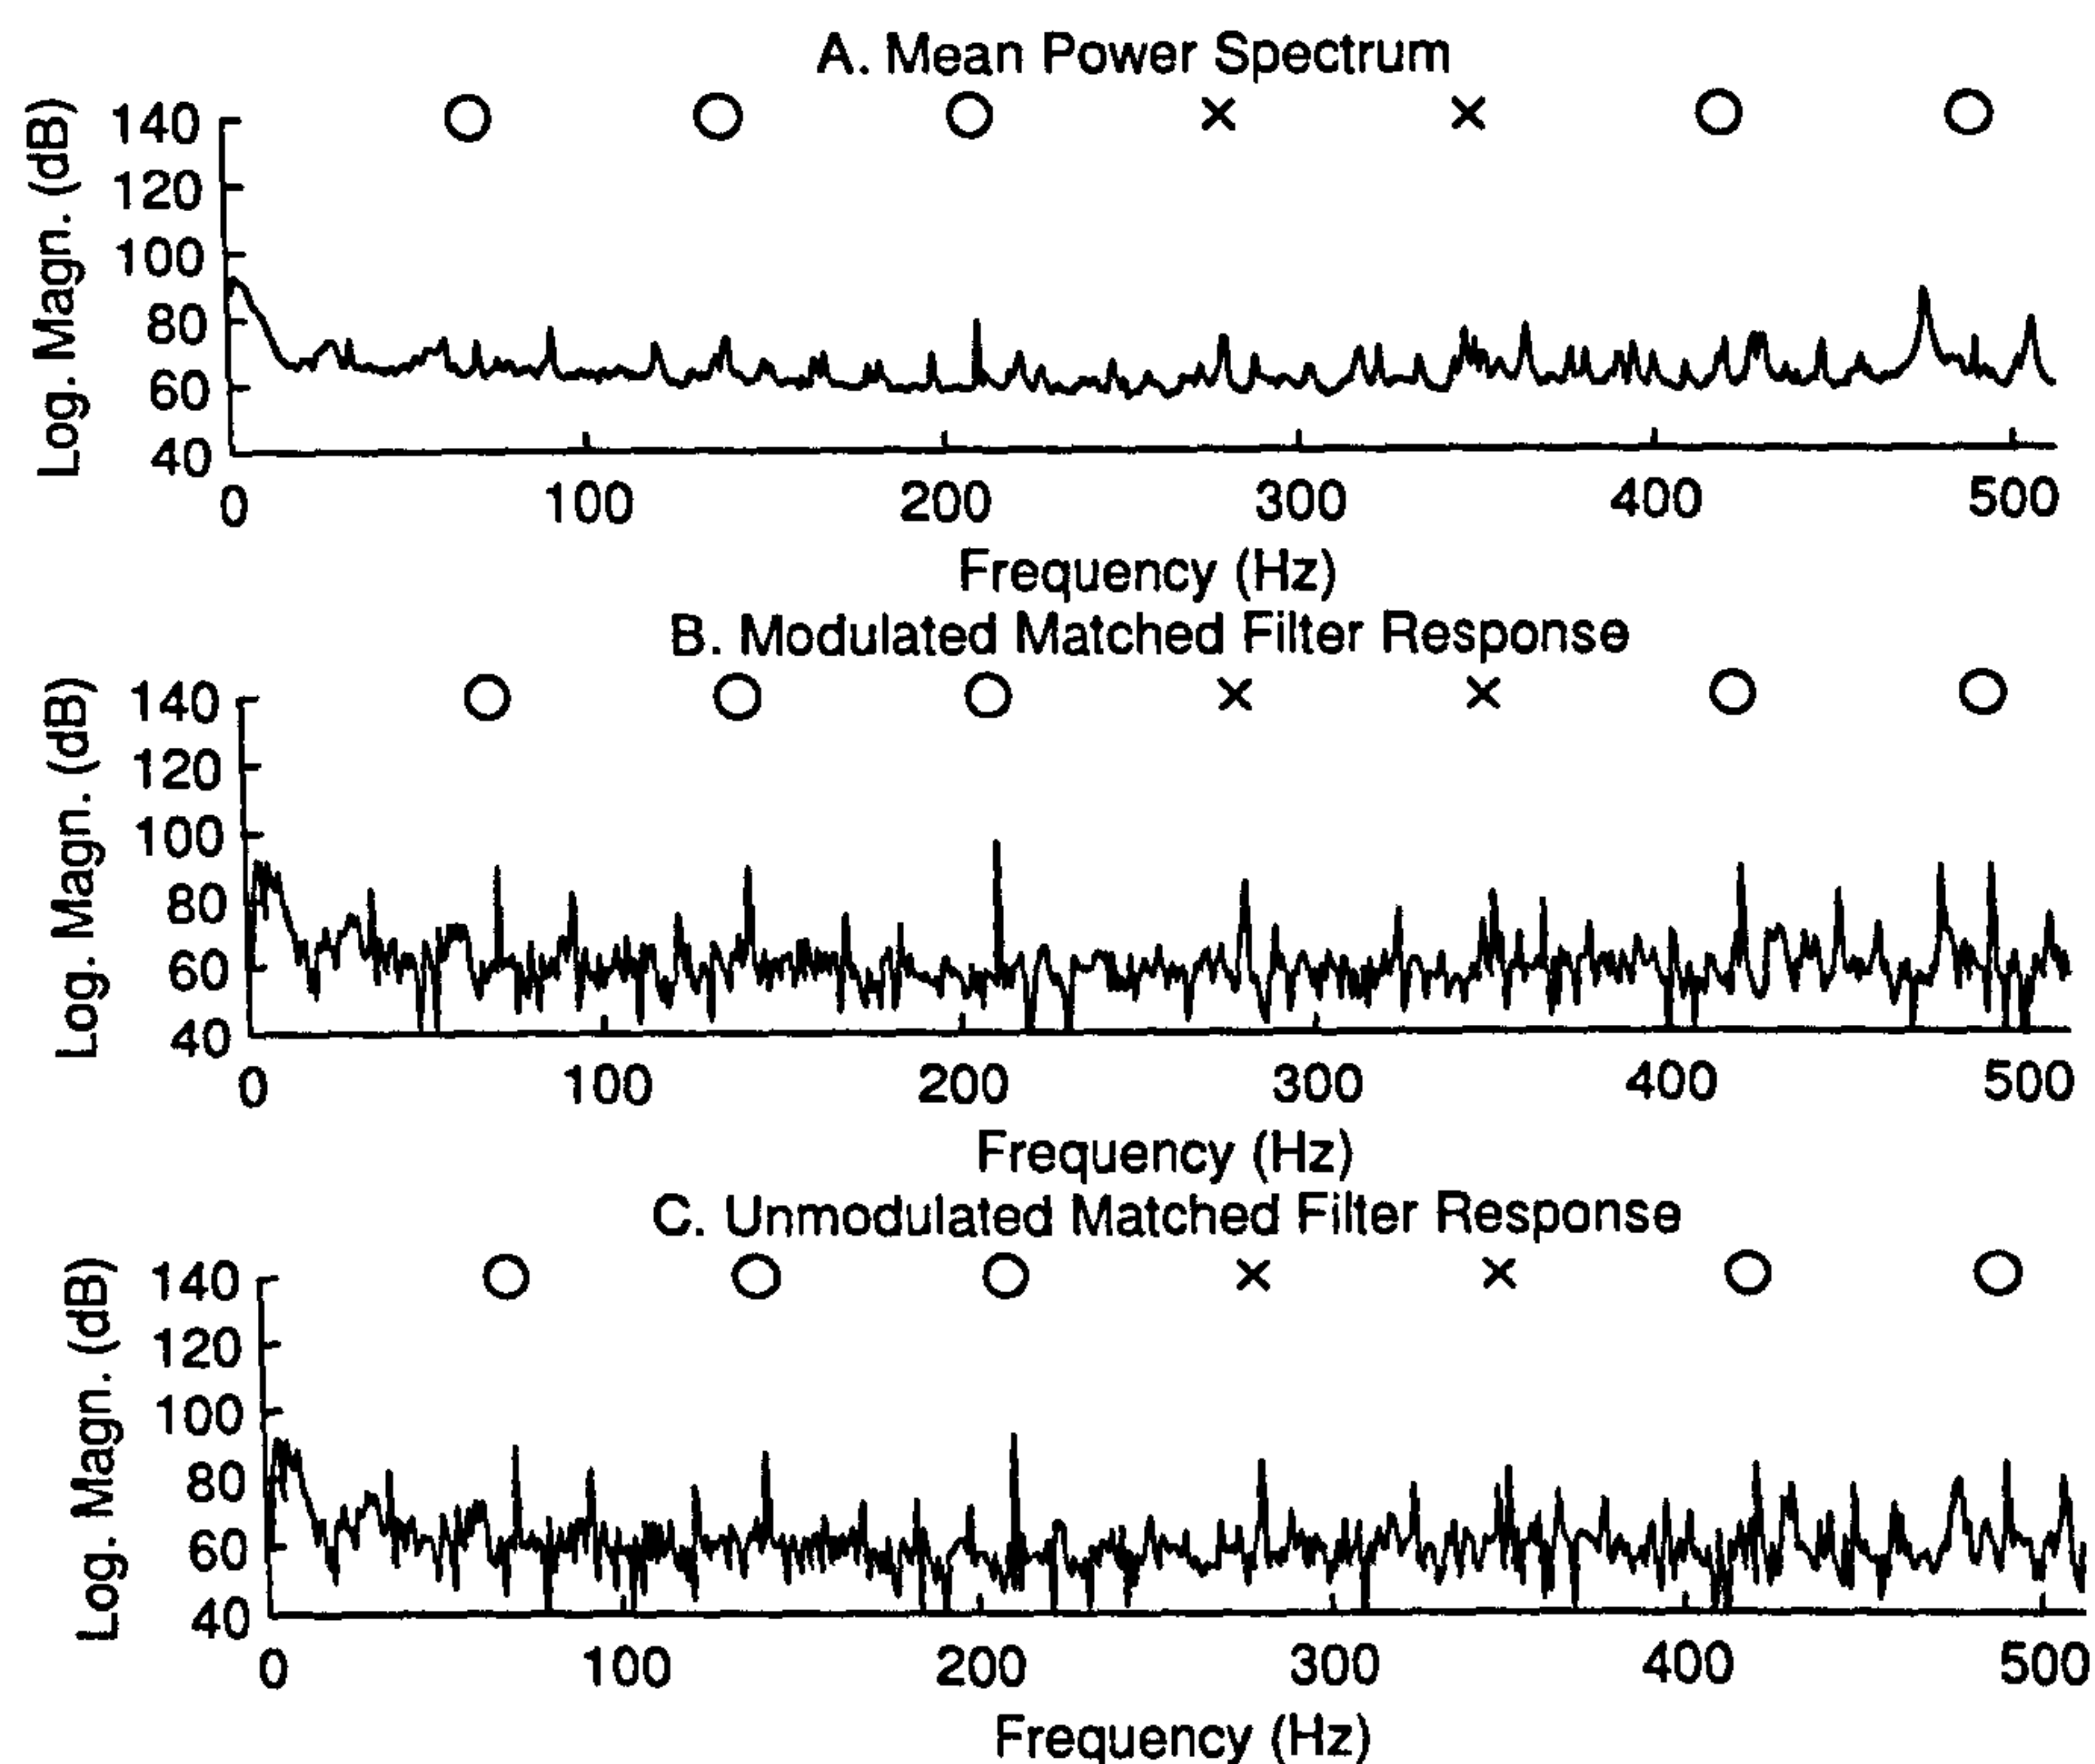 A. Mean Power Spectrum
Log. Magn. (dB)
140
120
100
80
60
40
0 100 200 300 400 500
Frequency (Hz)
B. Modulated Matched Filter Response
Log. Magn. (dB)
140
120
100
80
60
40
0 100 200 300 400 500
Frequency (Hz)
C. Unmodulated Matched Filter Response
Log. Magn. (dB)
140
120
100
80
60
40
0 100 200 300 400 500
Frequency (Hz)